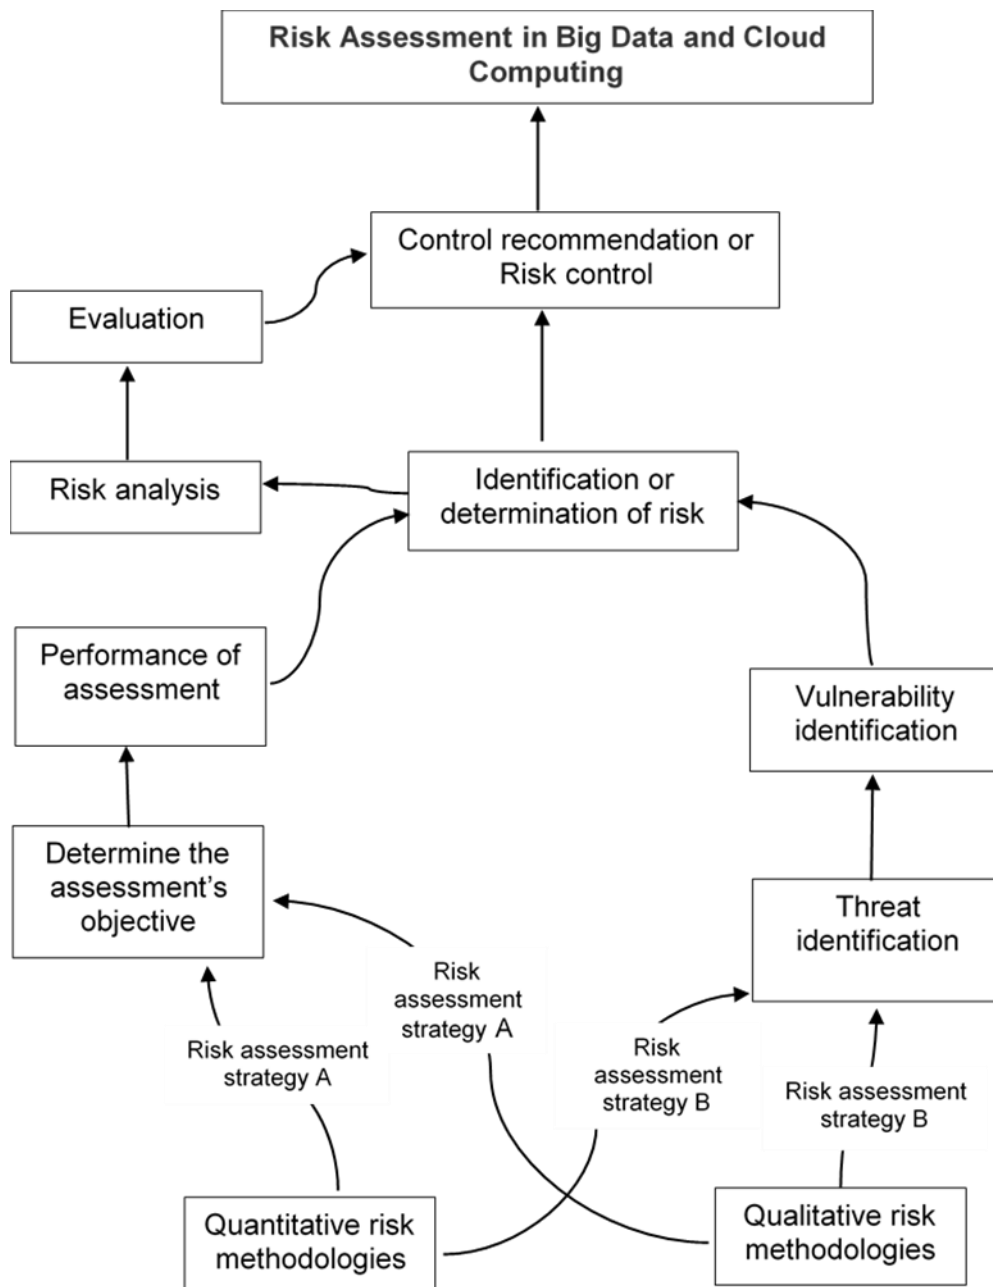 Risk Assessment in Big Data and Cloud
Computing
Control recommendation or
Risk control
Evaluation
Identification or
determination of risk
Risk analysis
Performance of
assessment
Vulnerability
identification
Determine the
assessment's
objective
Threat
identification
Risk
assessment
strategy A
Risk assessment
strategy A
Risk
assessment
strategy B
Risk assessment
strategy B
Quantitative risk
methodologies
Qualitative risk
methodologies